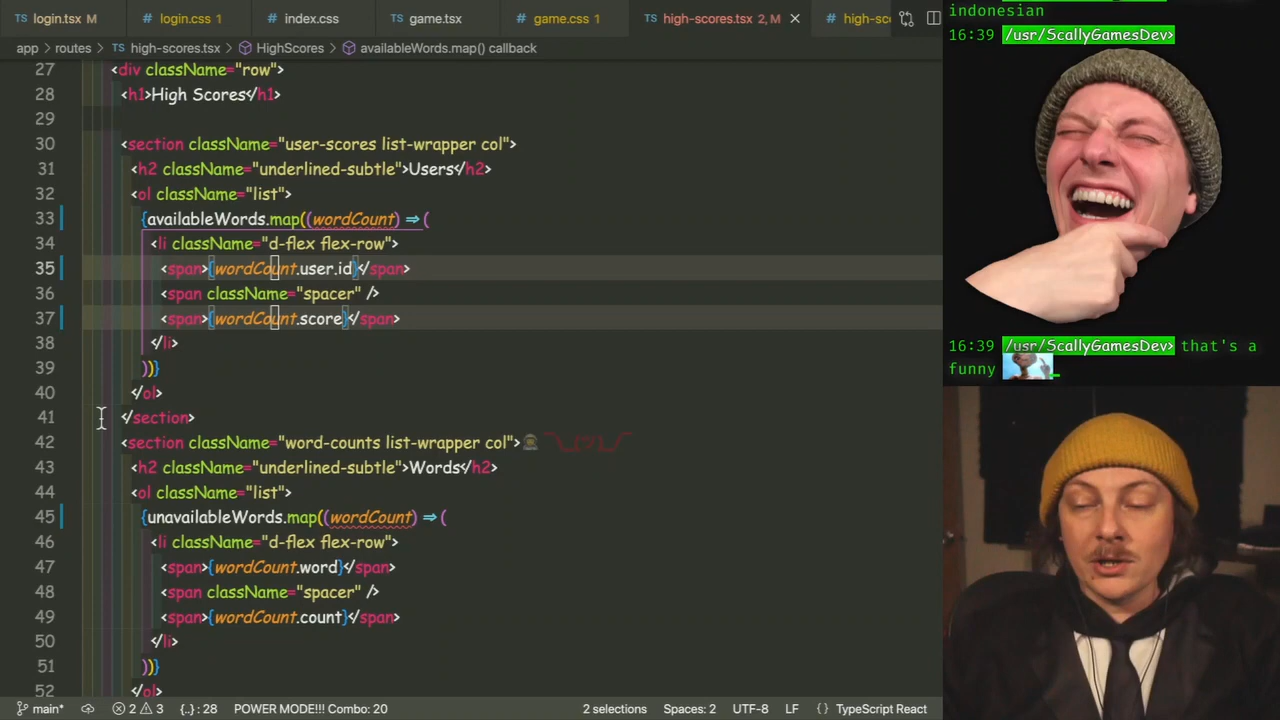 TS login.tsx M
# login.css 1
# index.css
TS game.tsx
# game.css 1
TS high-scores.tsx 2, M
# high-sc
app › routes › TS high-scores.tsx › HighScores › availableWords.map() callback
27 <div className="row">
28 <h1>High Scores</h1>
29
30 <section className="user-scores list-wrapper col">
31 <h2 className="underlined-subtle">Users</h2>
32 <ol className="list">
33 {availableWords.map((wordCount) => (
34 <li className="d-flex flex-row">
35 <span>{wordCount.user.id}</span>
36 <span className="spacer" />
37 <span>{wordCount.score}</span>
38 </li>
39 ))}
40 </ol>
41 </section>
42 <section className="word-counts list-wrapper col">
43 <h2 className="underlined-subtle">Words</h2>
44 <ol className="list">
45 {unavailableWords.map((wordCount) => (
46 <li className="d-flex flex-row">
47 <span>{wordCount.word}</span>
48 <span className="spacer" />
49 <span>{wordCount.count}</span>
50 </li>
51 ))}
52 </ol>
main* 2 3 {..} : 28 POWER MODE!!! Combo: 20 2 selections Spaces: 2 UTF-8 LF {} TypeScript React
indonesian
16:39 /usr/ScallyGamesDev>
16:39 /usr/ScallyGamesDev> that's a
funny